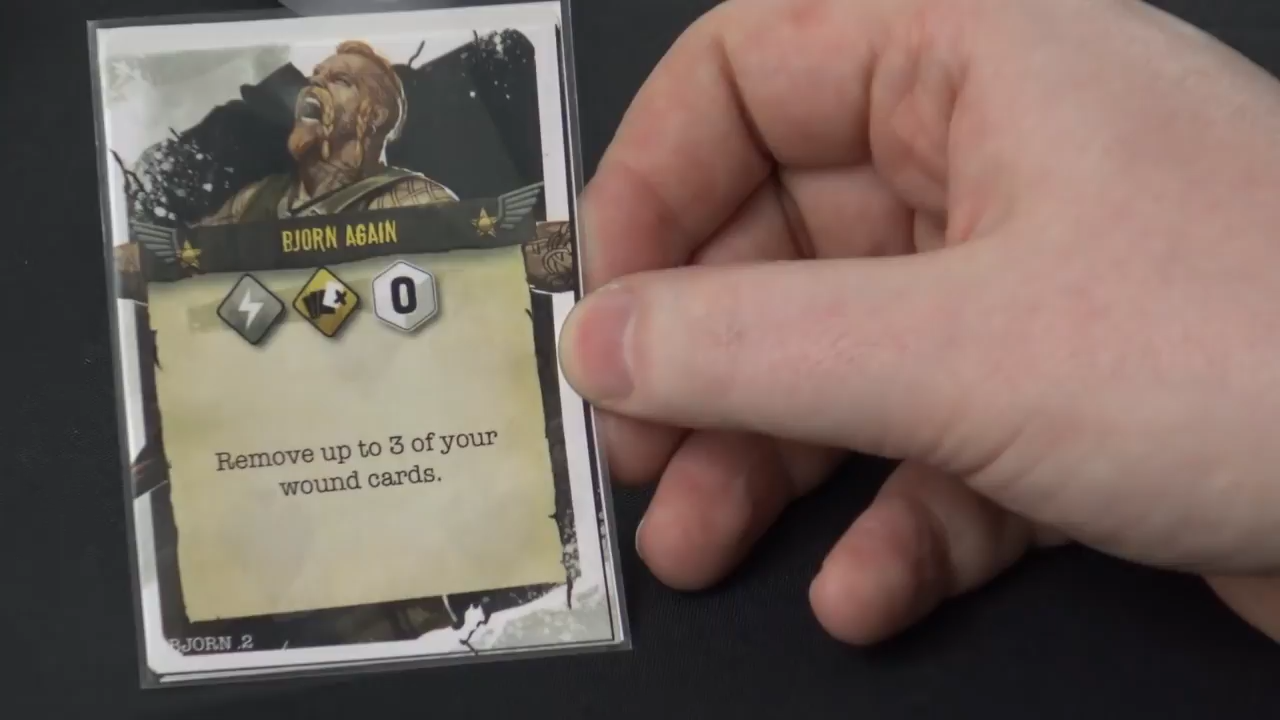 BJORN AGAIN
0
Remove up to 3 of your
wound cards.
BJORN .2